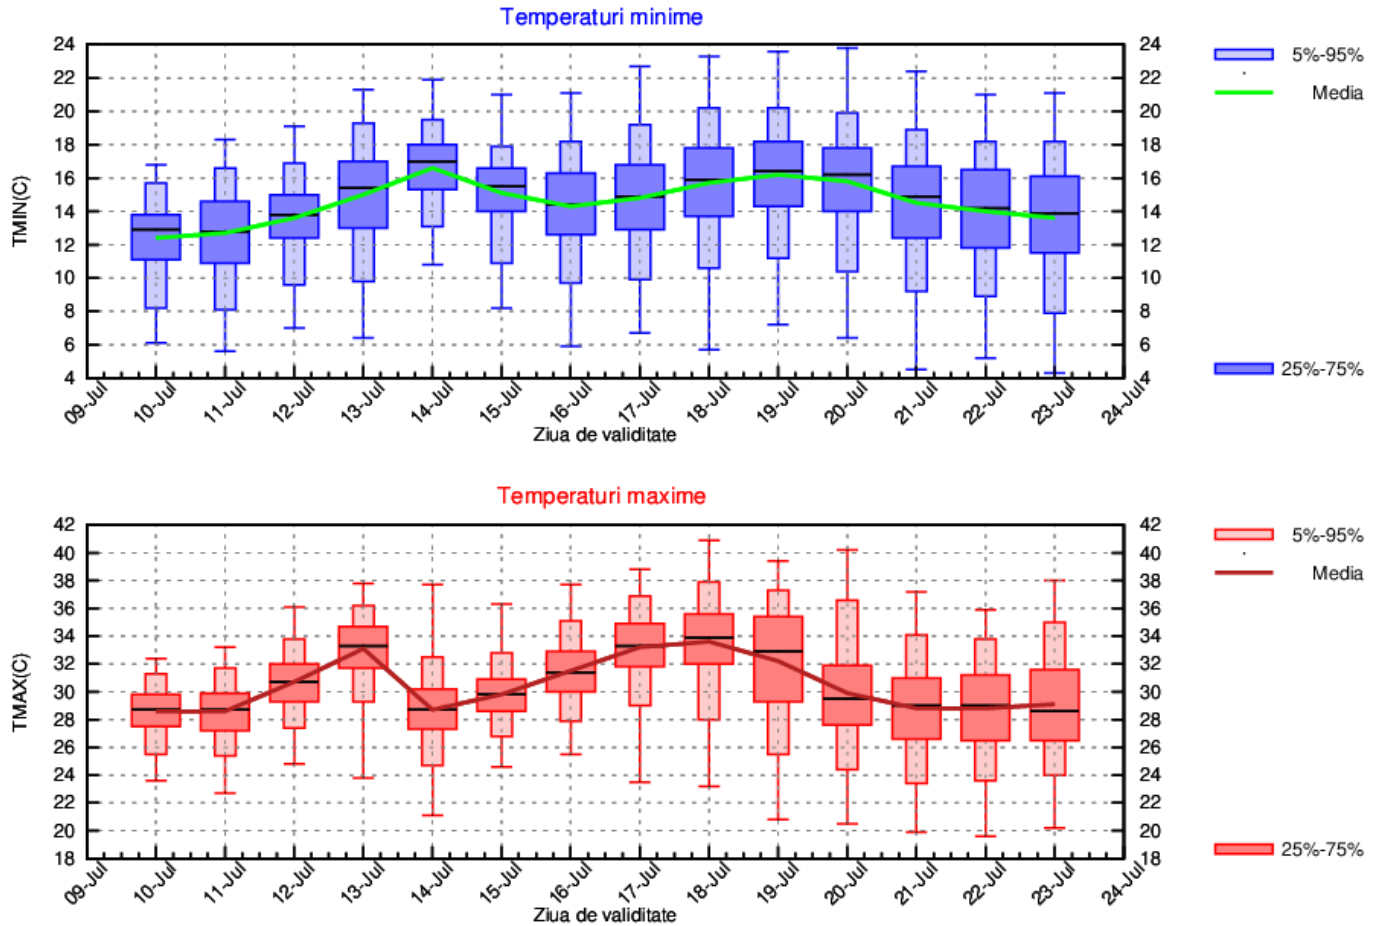 Temperaturi minime
TMIN(C)
24 22 20 18 16 14 12 10 8 6 4
24 22 20 18 16 14 12 10 8 6 4
09-Jul 10-Jul 11-Jul 12-Jul 13-Jul 14-Jul 15-Jul 16-Jul 17-Jul 18-Jul 19-Jul 20-Jul 21-Jul 22-Jul 23-Jul 24-Jul
Ziua de validitate
5%-95%
Media
25%-75%
Temperaturi maxime
TMAX(C)
42 40 38 36 34 32 30 28 26 24 22 20 18
42 40 38 36 34 32 30 28 26 24 22 20 18
09-Jul 10-Jul 11-Jul 12-Jul 13-Jul 14-Jul 15-Jul 16-Jul 17-Jul 18-Jul 19-Jul 20-Jul 21-Jul 22-Jul 23-Jul 24-Jul
Ziua de validitate
5%-95%
Media
25%-75%